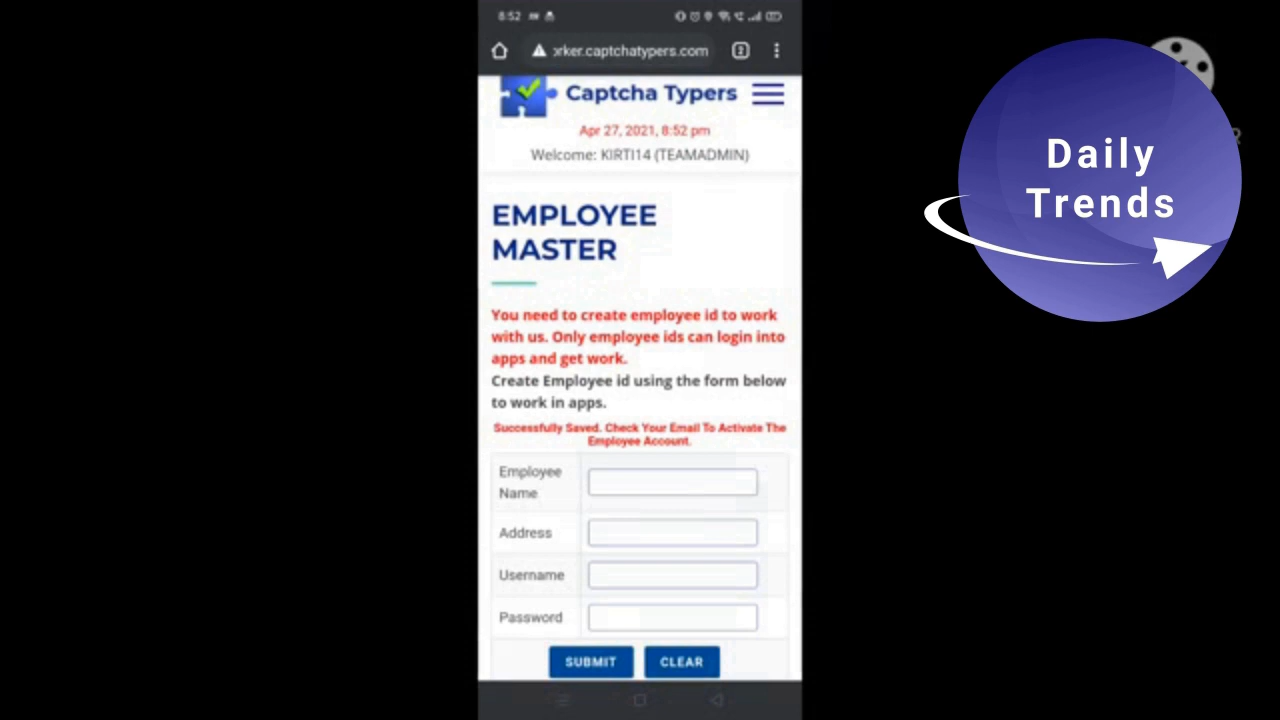 8:52
orker.captchatypers.com
2
Captcha Typers
Apr 27, 2021, 8:52 pm
Welcome: KIRTI14 (TEAMADMIN)
EMPLOYEE
MASTER
You need to create employee id to work
with us. Only employee ids can login into
apps and get work.
Create Employee id using the form below
to work in apps.
Successfully Saved. Check Your Email To Activate The
Employee Account.
Employee
Name
Address
Username
Password
SUBMIT CLEAR
Daily
Trends